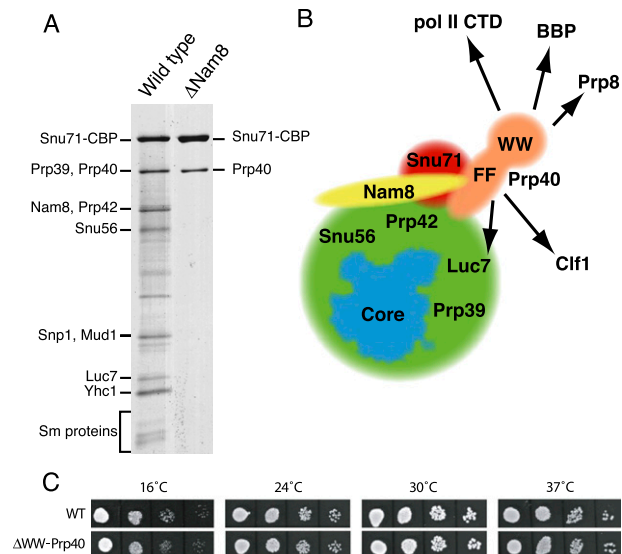 A
Wild type
ΔNam8
Snu71-CBP
Snu71-CBP
Prp39, Prp40
Prp40
Nam8, Prp42
Snu56
Snp1, Mud1
Luc7
Yhc1
Sm proteins
B
pol II CTD
BBP
Prp8
WW
Snu71
FF
Prp40
Nam8
Prp42
Snu56
Luc7
Clf1
Core
Prp39
C
16˚C
24˚C
30˚C
37˚C
WT
ΔWW-Prp40